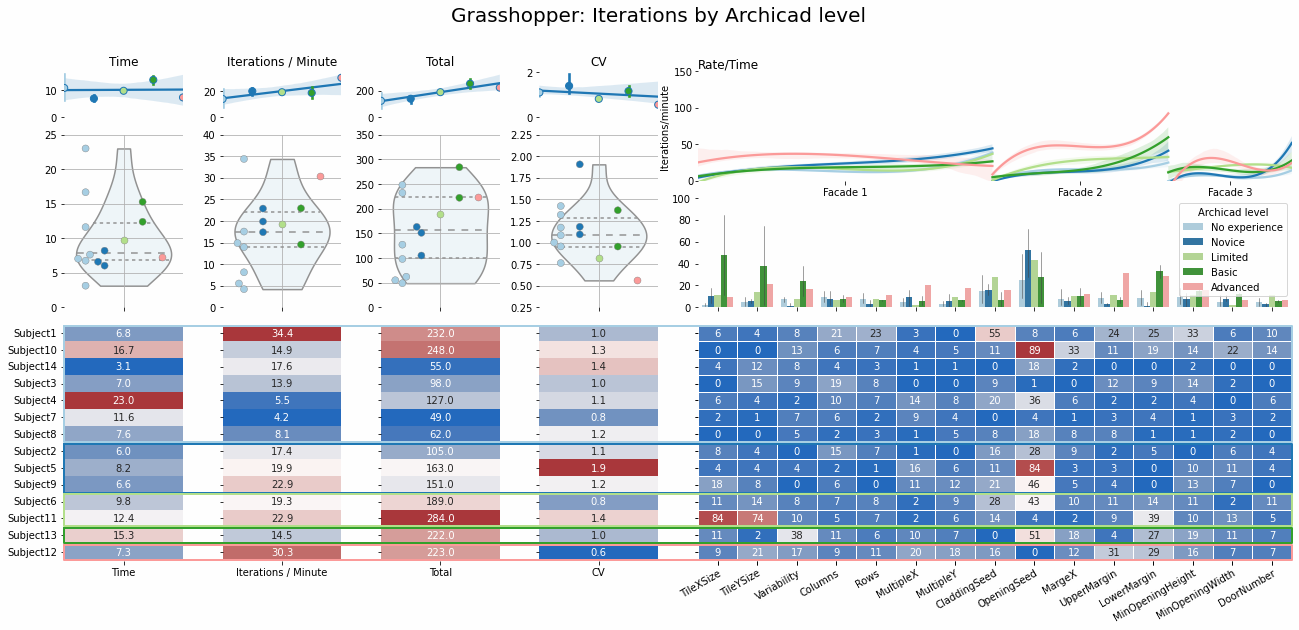 Grasshopper: Iterations by Archicad level
Time
Iterations / Minute
Total
CV
Rate/Time
10
0
20
0
200
0
2
0
150
100
50
0
Iterations/minute
Facade 1
Facade 2
Facade 3
25
20
15
10
5
0
40
35
30
25
20
15
10
5
0
350
300
250
200
150
100
50
0
2.25
2.00
1.75
1.50
1.25
1.00
0.75
0.50
0.25
100
80
60
40
20
0
Archicad level
No experience
Novice
Limited
Basic
Advanced
Subject1 6.8 34.4 232.0 1.0 6 4 8 21 23 3 0 55 8 6 24 25 33 6 10
Subject10 16.7 14.9 248.0 1.3 0 0 13 6 7 4 5 11 89 33 11 19 14 22 14
Subject14 3.1 17.6 55.0 1.4 4 12 8 4 3 1 1 0 18 2 0 0 2 0 0
Subject3 7.0 13.9 98.0 1.0 0 15 9 19 8 0 0 9 1 0 12 9 14 2 0
Subject4 23.0 5.5 127.0 1.1 6 4 2 10 7 14 8 20 36 6 2 2 4 0 6
Subject7 11.6 4.2 49.0 0.8 2 1 7 6 2 9 4 0 4 1 3 4 1 3 2
Subject8 7.6 8.1 62.0 1.2 0 0 5 2 3 1 5 8 18 8 8 1 1 2 0
Subject2 6.0 17.4 105.0 1.1 8 4 0 15 7 1 0 16 28 9 2 5 0 6 4
Subject5 8.2 19.9 163.0 1.9 4 4 4 2 1 16 6 11 84 3 3 0 10 11 4
Subject9 6.6 22.9 151.0 1.2 18 8 0 6 0 11 12 21 46 5 4 0 13 7 0
Subject6 9.8 19.3 189.0 0.8 11 14 8 7 8 2 9 28 43 10 11 14 11 2 11
Subject11 12.4 22.9 284.0 1.4 84 74 10 5 7 2 6 14 4 2 9 39 10 13 5
Subject13 15.3 14.5 222.0 1.0 11 2 38 11 6 10 7 0 51 18 4 27 19 11 7
Subject12 7.3 30.3 223.0 0.6 9 21 17 9 11 20 18 16 0 12 31 29 16 7 7
Time
Iterations / Minute
Total
CV
TileXSize
TileYSize
Variability
Columns
Rows
MultipleX
MultipleY
CladdingSeed
OpeningSeed
MargeX
UpperMargin
LowerMargin
MinOpeningHeight
MinOpeningWidth
DoorNumber